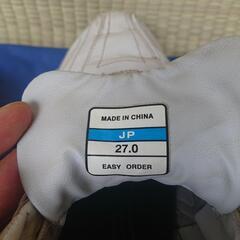 MADE IN CHINA
JP
27.0
EASY ORDER